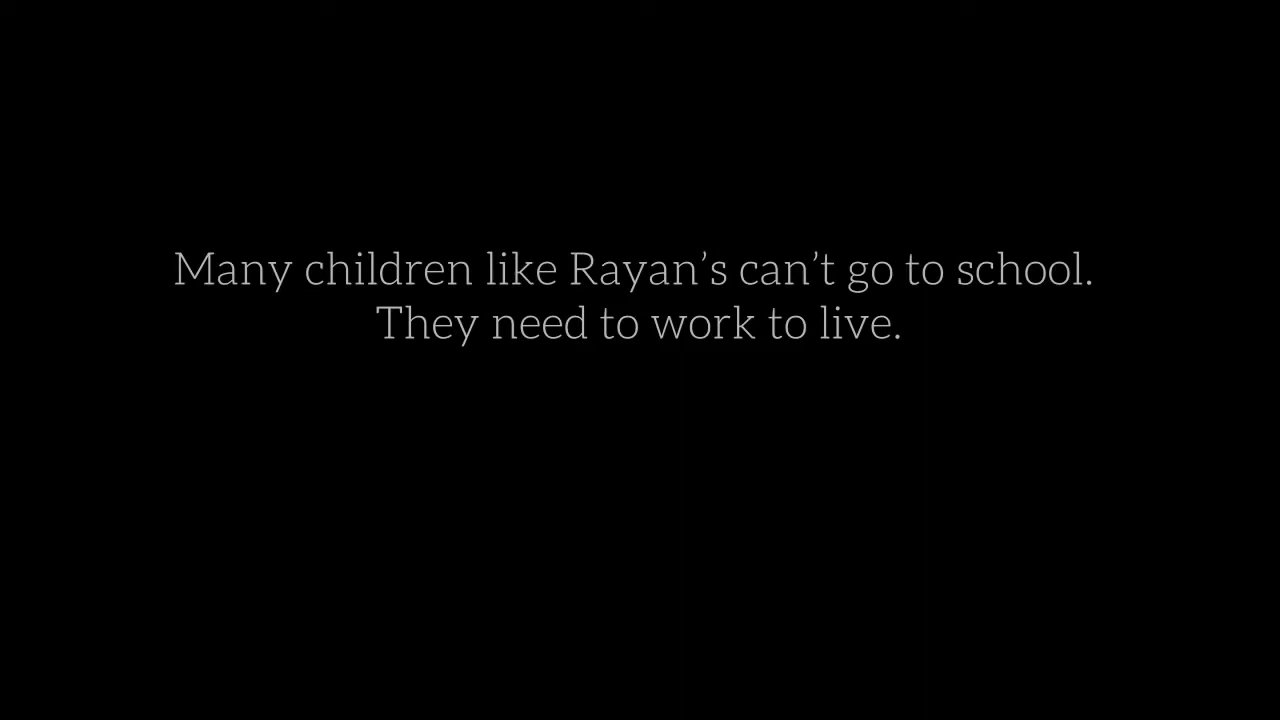 Many children like Rayan’s can’t go to school.
They need to work to live.